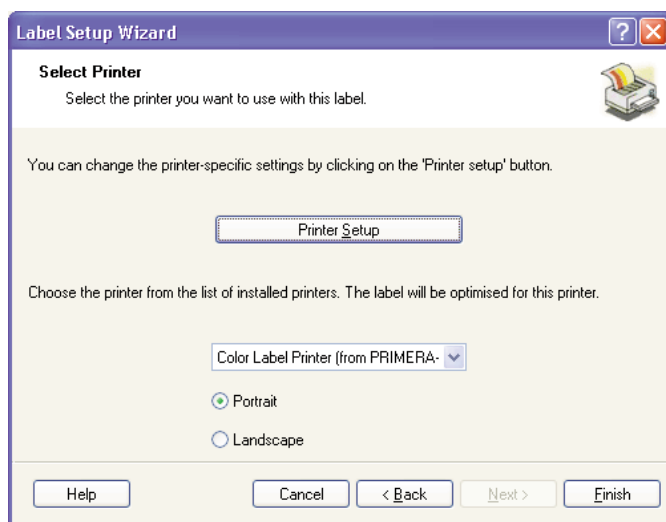 Label Setup Wizard
Select Printer
Select the printer you want to use with this label.
You can change the printer-specific settings by clicking on the 'Printer setup' button.
Printer Setup
Choose the printer from the list of installed printers. The label will be optimised for this printer.
Color Label Printer (from PRIMERA-
Portrait
Landscape
Help
Cancel
< Back
Next >
Finish